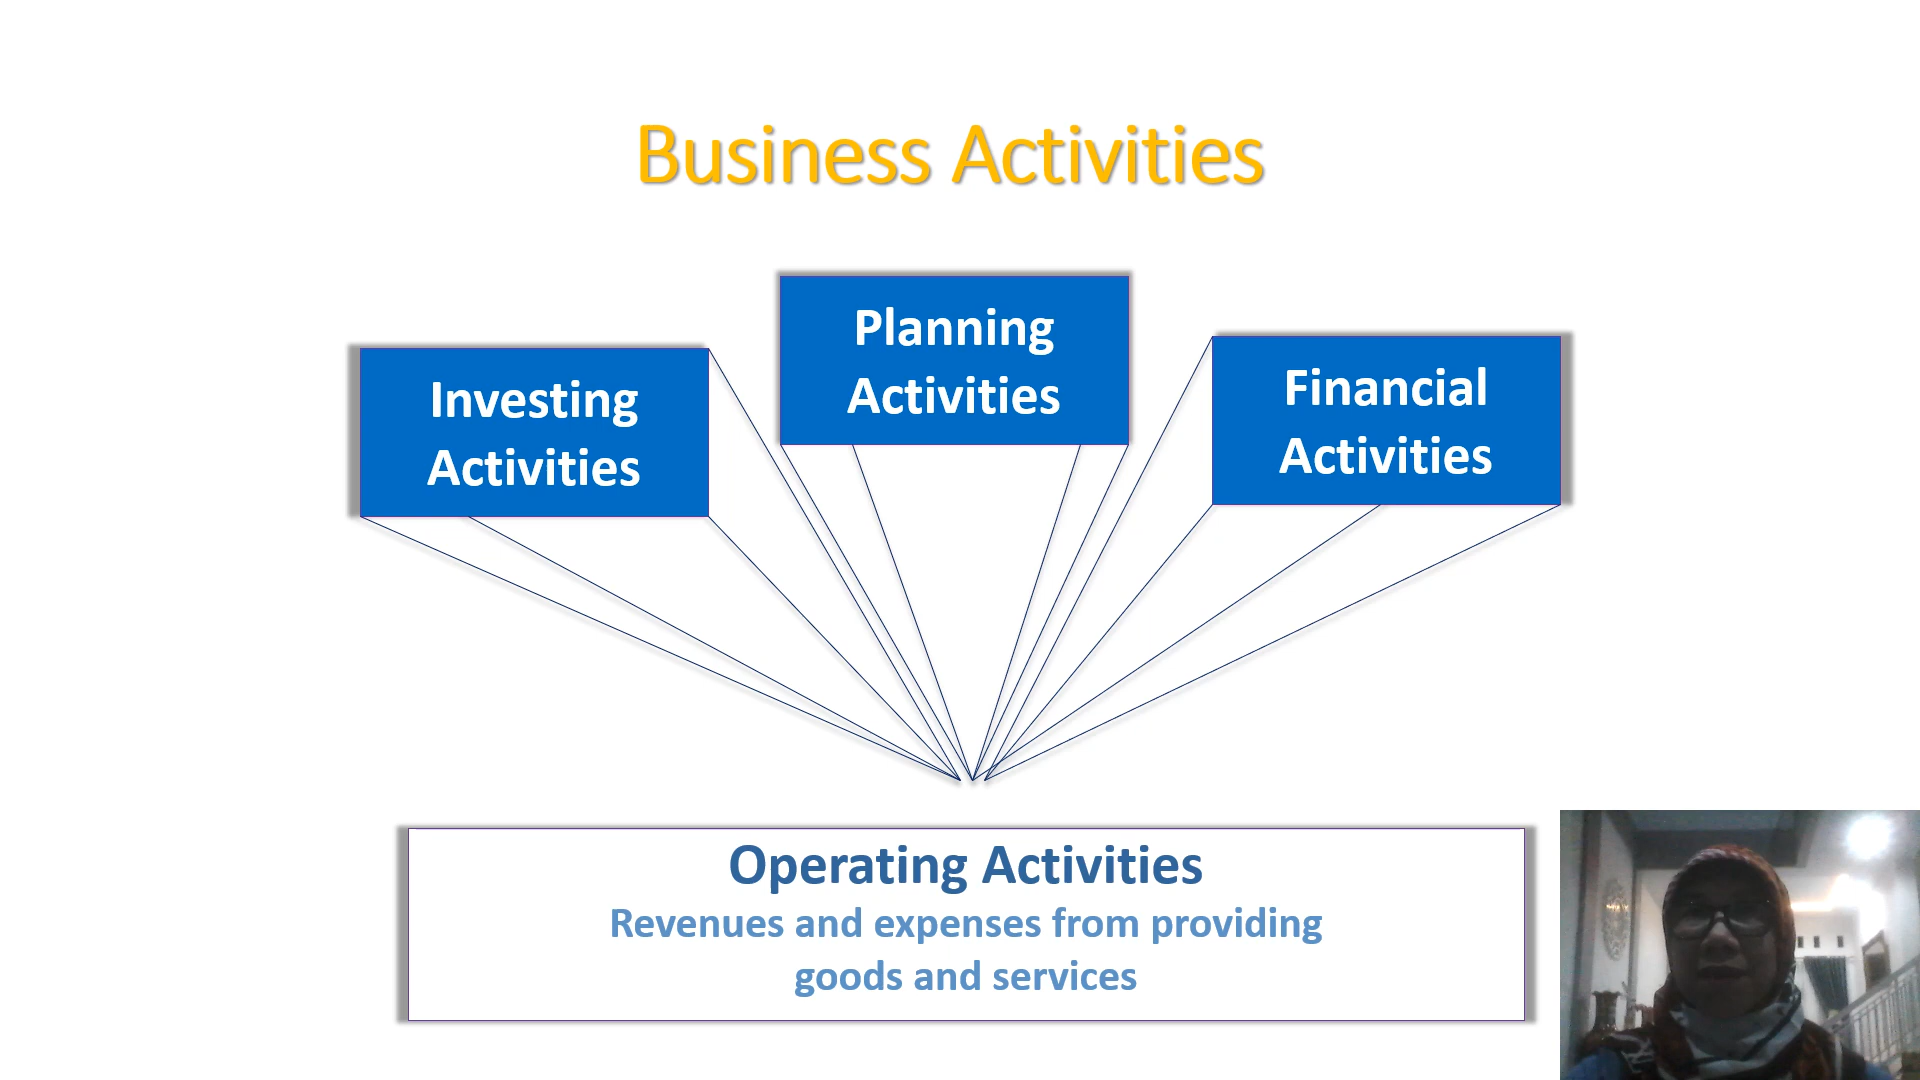 Business Activities
Investing
Activities
Planning
Activities
Financial
Activities
Operating Activities
Revenues and expenses from providing
goods and services